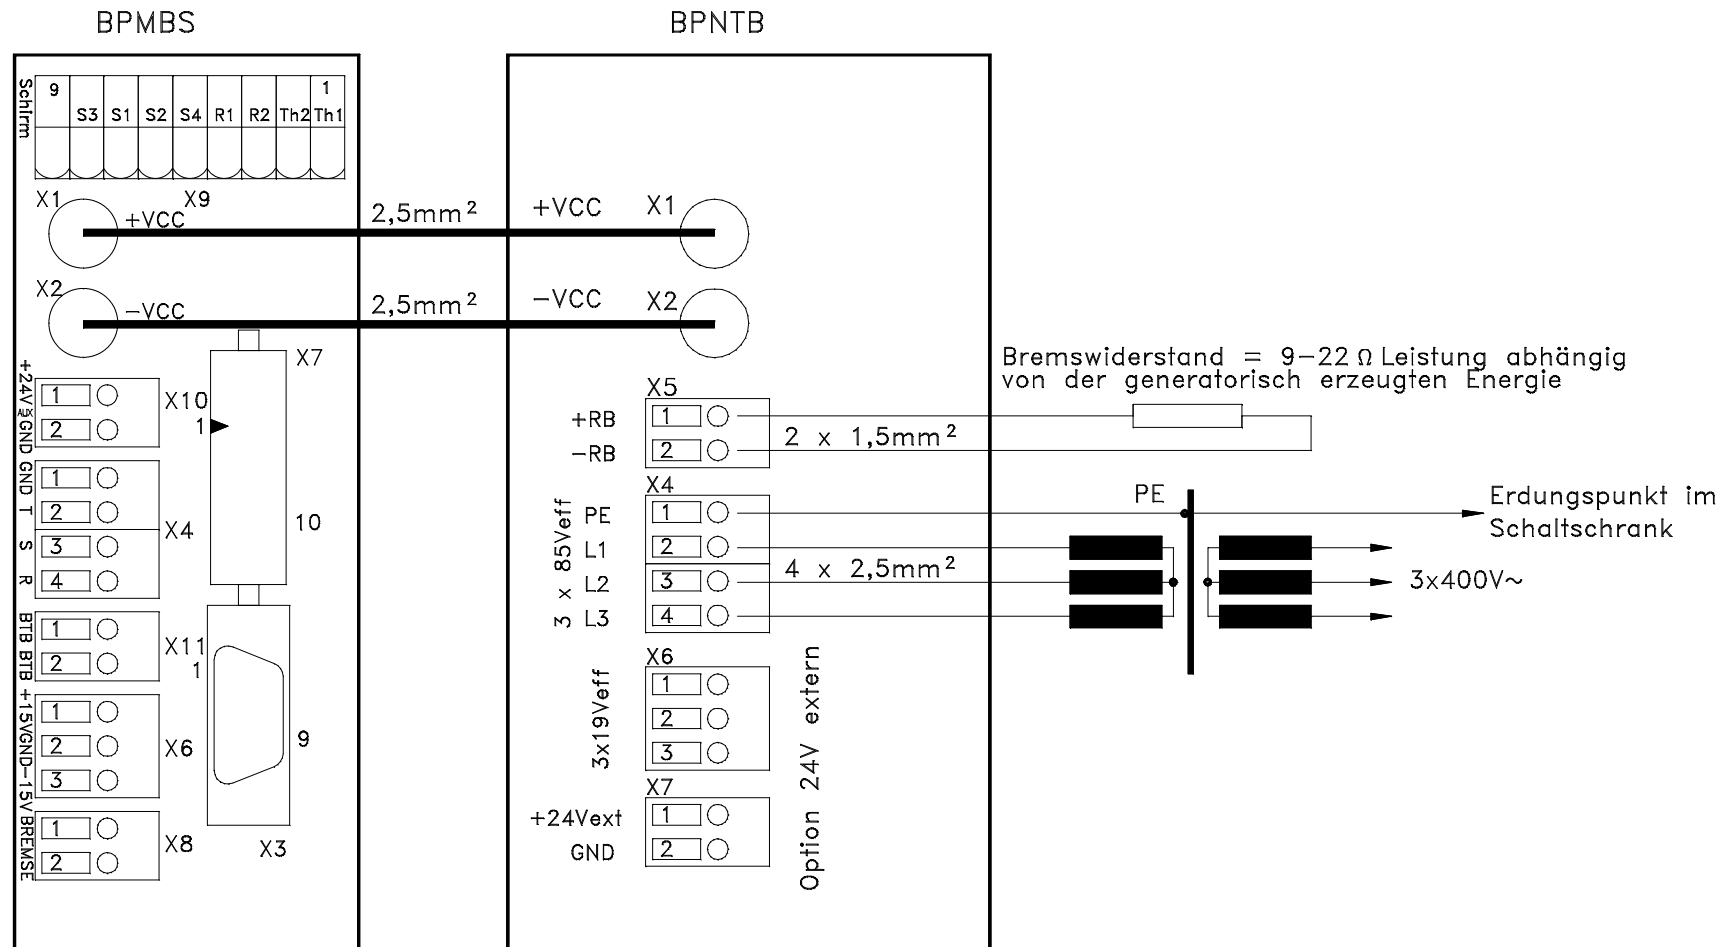 BPMBS
BPNTB
Schirm
9
1
S3 S1 S2 S4 R1 R2 Th2 Th1
X9
X1
+VCC
2,5mm²
+VCC
X1
X2
-VCC
2,5mm²
-VCC
X2
X7
1
10
+24V AUX GND
1
2
X10
GND T S R
1
2
3
4
X4
BTB BTB
1
2
X11
+15V GND -15V
1
2
3
X6
BREMSE
1
2
X8
1
9
X3
X5
+RB
1
-RB
2
2 x 1,5mm²
Bremswiderstand = 9-22 Ω Leistung abhängig
von der generatorisch erzeugten Energie
X4
3 x 85Veff
PE
1
L1
2
L2
3
L3
4
4 x 2,5mm²
PE
Erdungspunkt im
Schaltschrank
3x400V~
X6
3x19Veff
1
2
3
X7
+24Vext
1
GND
2
Option 24V extern